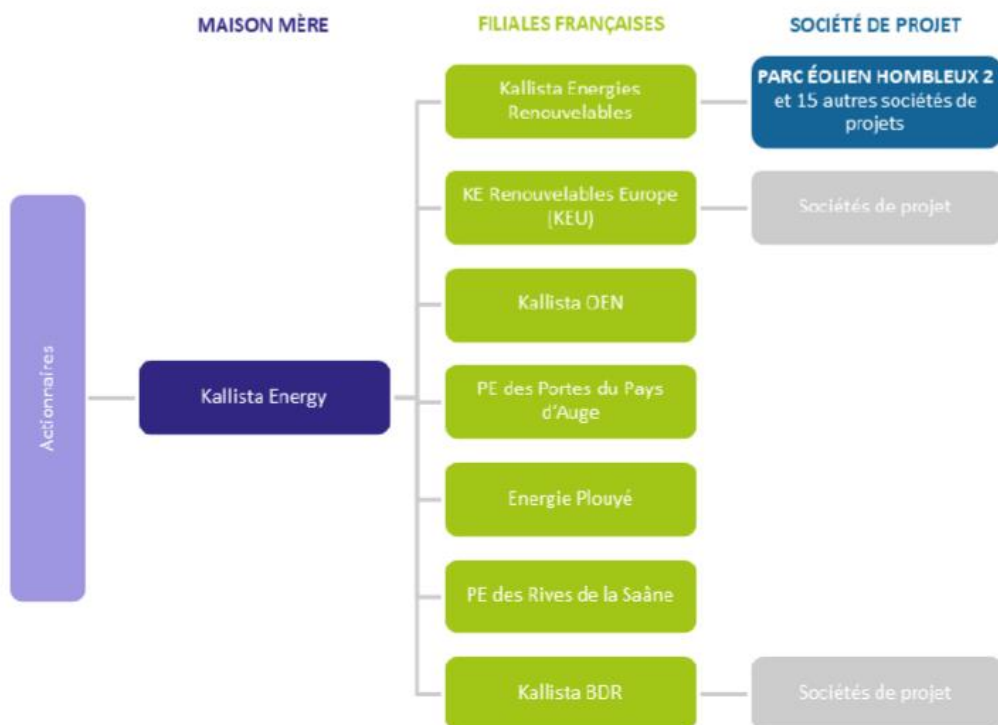 MAISON MÈRE
FILIALES FRANÇAISES
SOCIÉTÉ DE PROJET
Kallista Energies
Renouvelables
PARC ÉOLIEN HOMBLEUX 2
et 15 autres sociétés de
projets
KE Renouvelables Europe
(KEU)
Sociétés de projet
Kallista OEN
Actionnaires
Kallista Energy
PE des Portes du Pays
d'Auge
Energie Plouyé
PE des Rives de la Saâne
Kallista BDR
Sociétés de projet